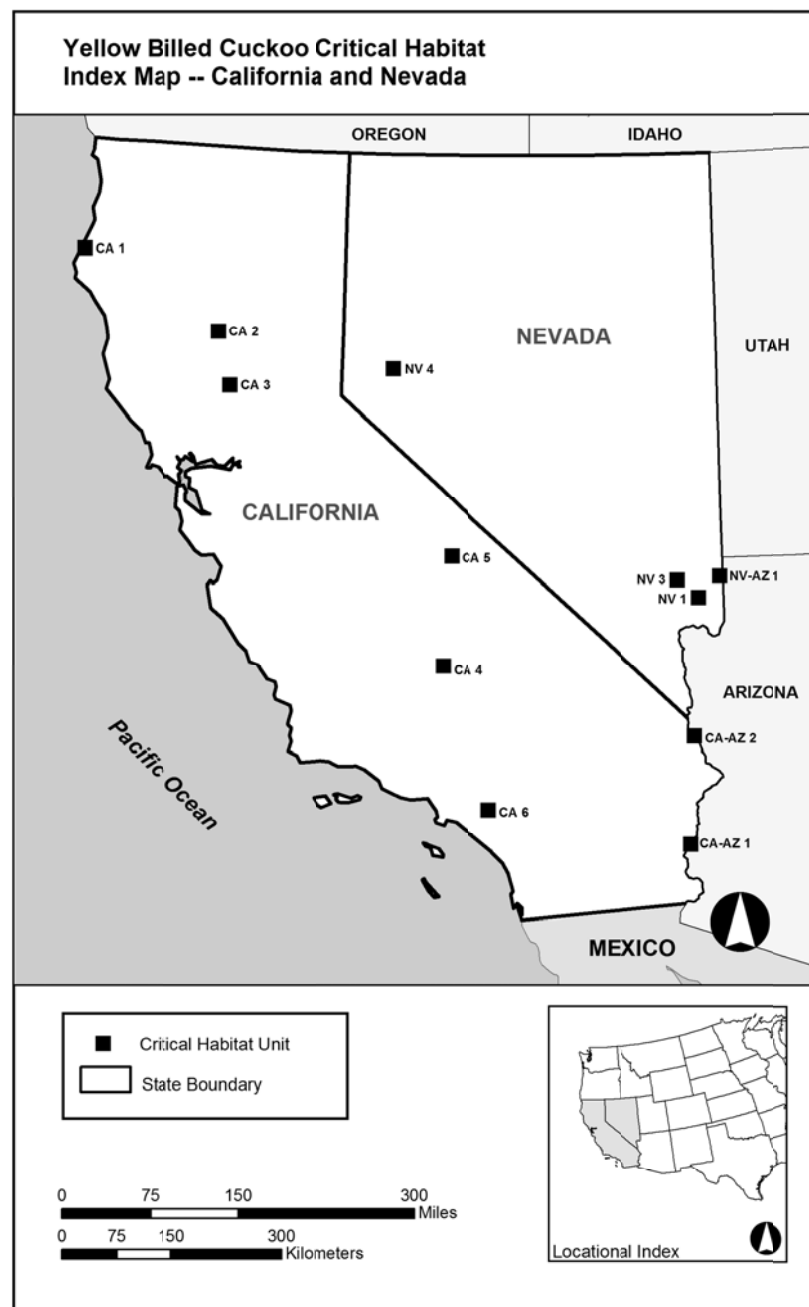 Yellow Billed Cuckoo Critical Habitat
Index Map -- California and Nevada
OREGON
IDAHO
CA 1
CA 2
NEVADA
UTAH
NV 4
CA 3
CALIFORNIA
CA 5
NV 3
NV-AZ 1
NV 1
CA 4
ARIZONA
Pacific Ocean
CA-AZ 2
CA 6
CA-AZ 1
MEXICO
Critical Habitat Unit
State Boundary
0 75 150 300
Miles
0 75 150 300
Kilometers
Locational Index